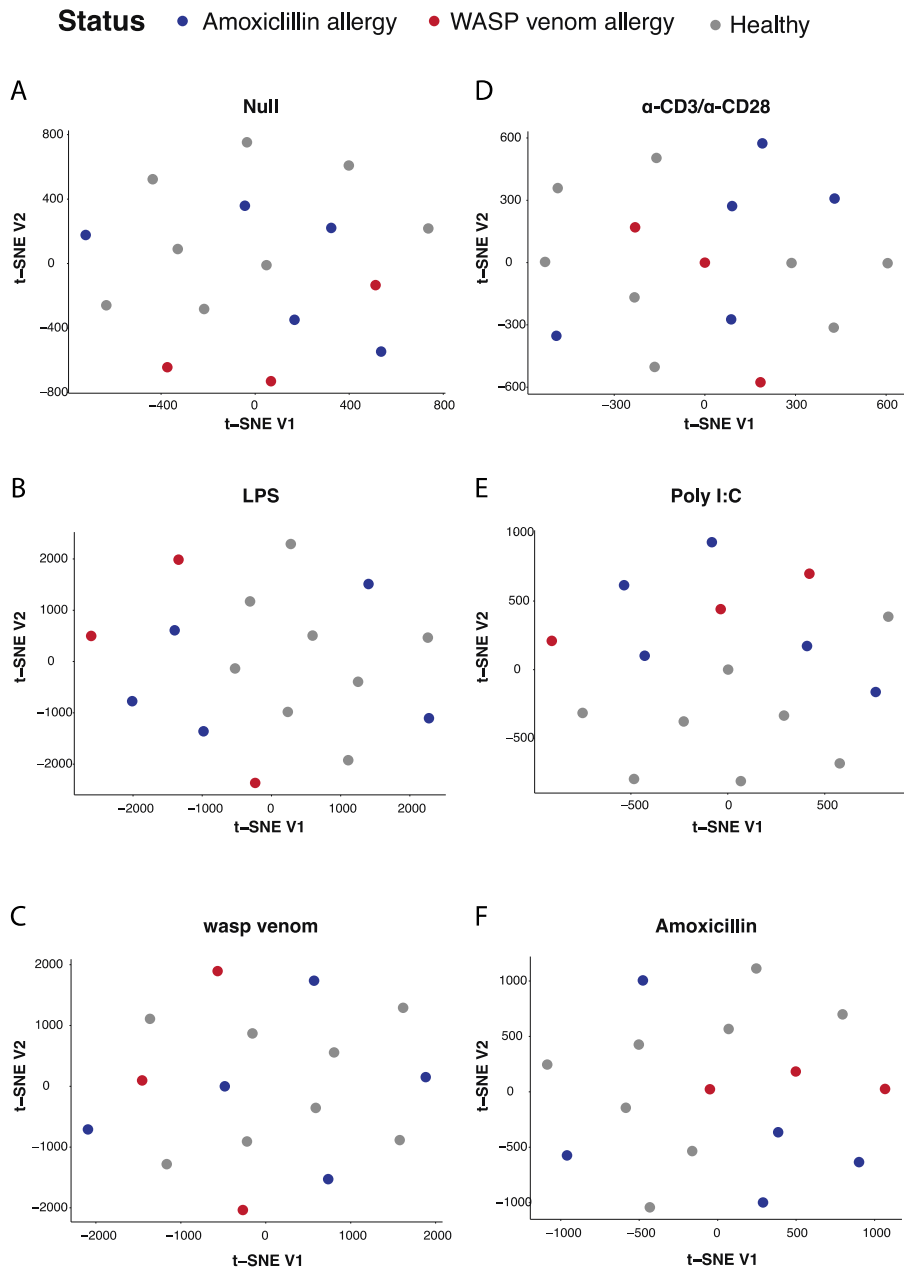 Status Amoxicillin allergy WASP venom allergy Healthy
A
Null
800
400
0
−400
−800
−400 0 400 800
t−SNE V1
t−SNE V2
D
α-CD3/α-CD28
600
300
0
−300
−600
−300 0 300 600
t−SNE V1
t−SNE V2
B
LPS
2000
1000
0
−1000
−2000
−2000 −1000 0 1000 2000
t−SNE V1
t−SNE V2
E
Poly I:C
1000
500
0
−500
−500 0 500
t−SNE V1
t−SNE V2
C
wasp venom
2000
1000
0
−1000
−2000
−2000 −1000 0 1000 2000
t−SNE V1
t−SNE V2
F
Amoxicillin
1000
500
0
−500
−1000
−1000 −500 0 500 1000
t−SNE V1
t−SNE V2